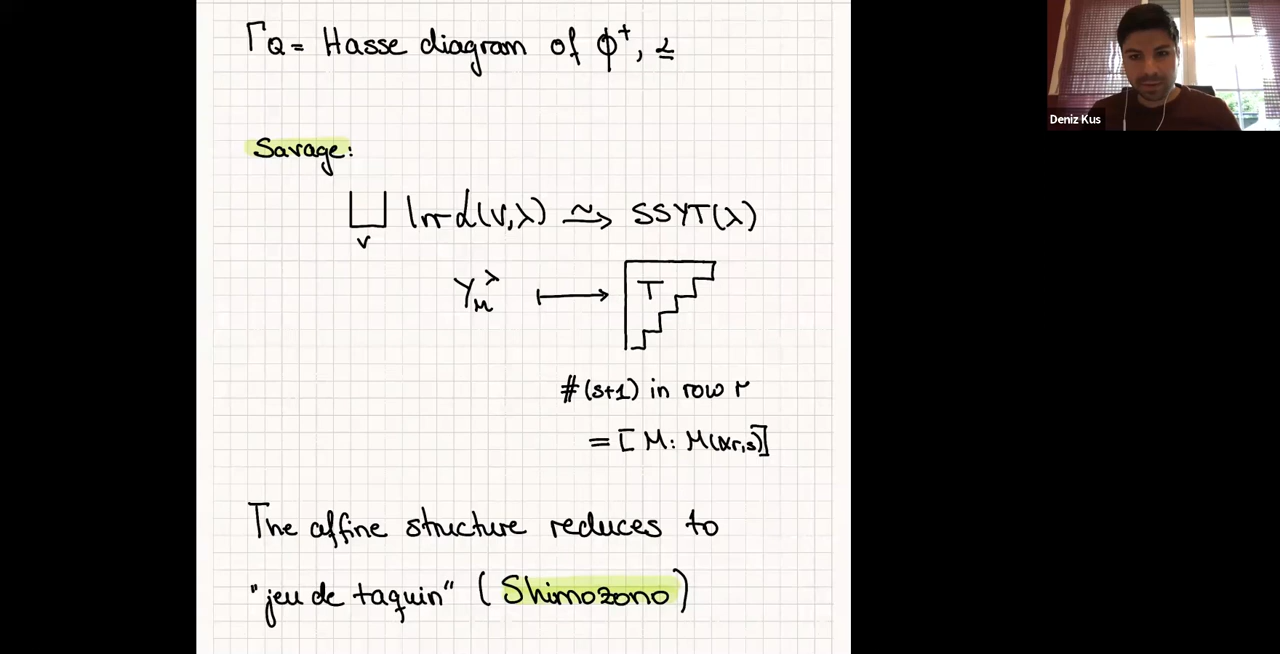 Γ_Q = Hasse diagram of Φ⁺, ⪯
Savage:
⊔_v Irr ℒ(v,λ) ⥲ SSYT(λ)
Y_M^λ ⟼ T
#(s+1) in row r
= [M: M(αr,s)]
The affine structure reduces to
"jeu de taquin" (Shimozono)
Deniz Kus